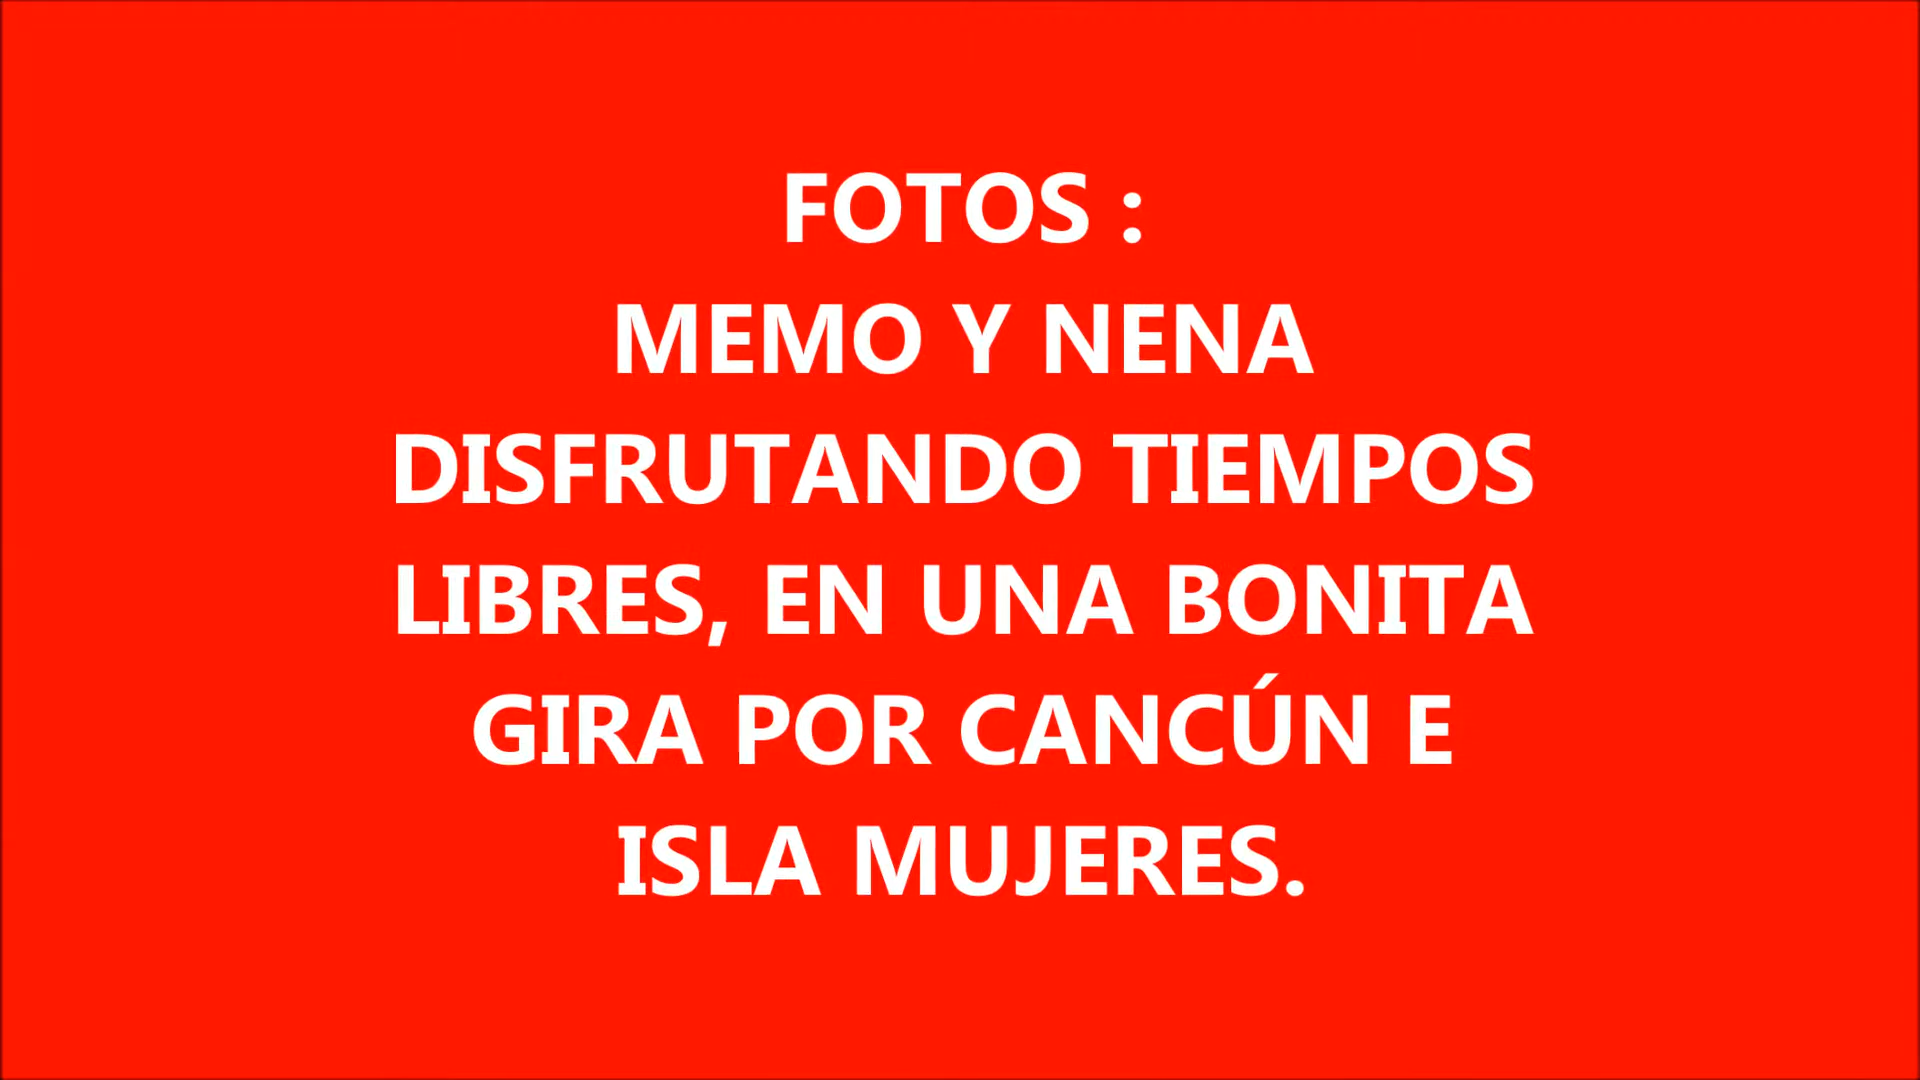 FOTOS :
MEMO Y NENA
DISFRUTANDO TIEMPOS
LIBRES, EN UNA BONITA
GIRA POR CANCÚN E
ISLA MUJERES.